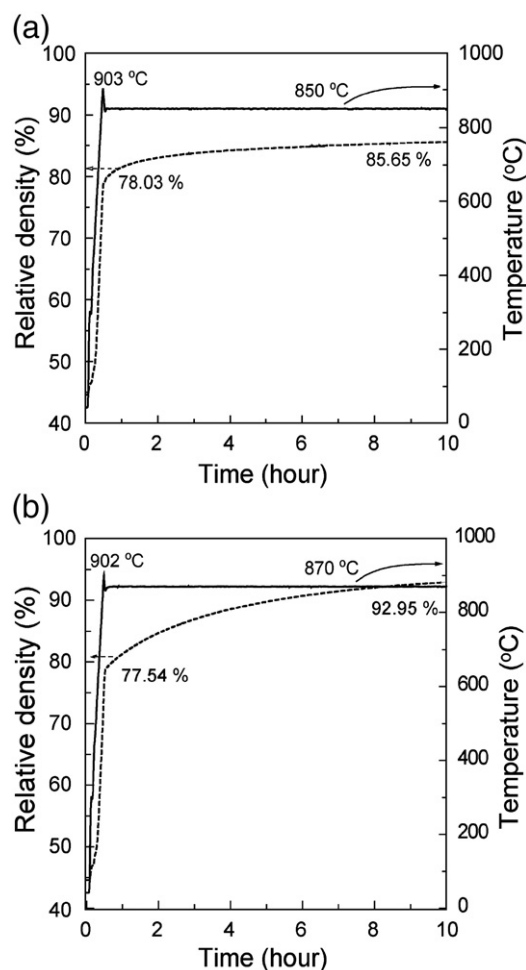 (a)
100
90
80
70
60
50
40
Relative density (%)
903 ºC
850 ºC
78.03 %
85.65 %
1000
800
600
400
200
0
Temperature (ºC)
0 2 4 6 8 10
Time (hour)
(b)
100
90
80
70
60
50
40
Relative density (%)
902 ºC
870 ºC
77.54 %
92.95 %
1000
800
600
400
200
0
Temperature (ºC)
0 2 4 6 8 10
Time (hour)